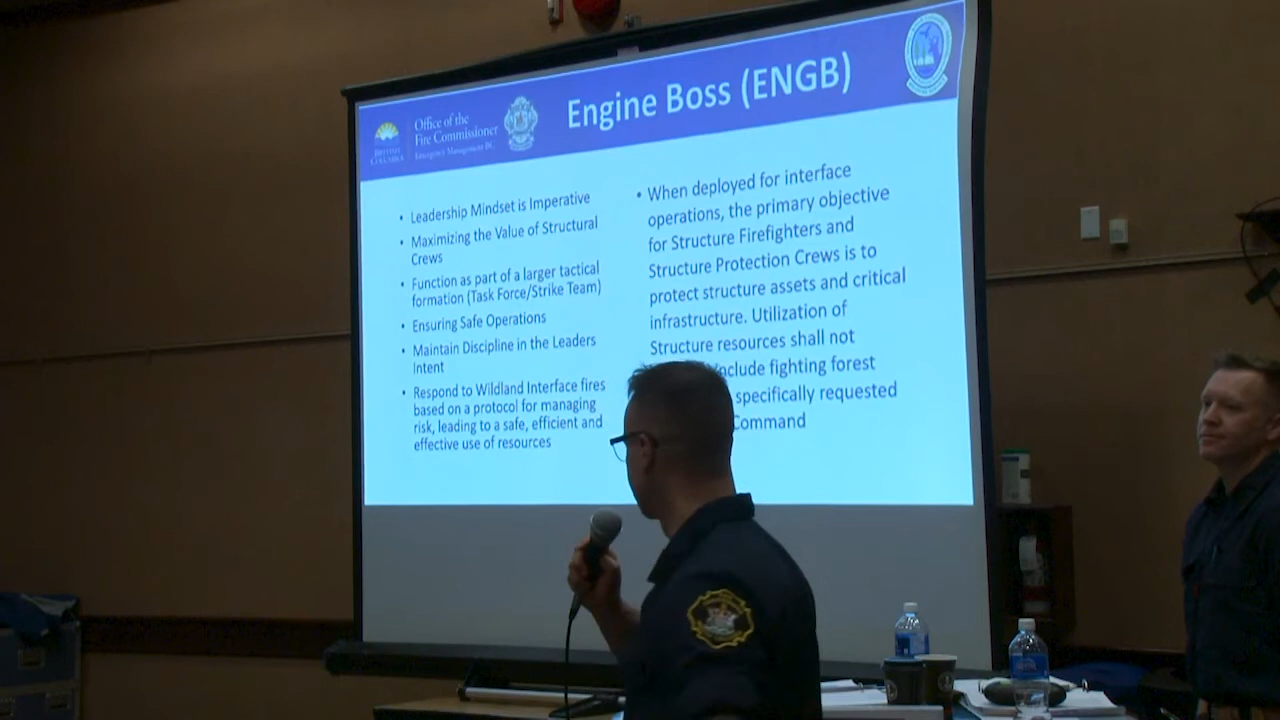 Engine Boss (ENGB)
Office of the
Fire Commissioner
Emergency Management BC
BRITISH
COLUMBIA
• Leadership Mindset is Imperative
• Maximizing the Value of Structural
Crews
• Function as part of a larger tactical
formation (Task Force/Strike Team)
• Ensuring Safe Operations
• Maintain Discipline in the Leaders
Intent
• Respond to Wildland Interface fires
based on a protocol for managing
risk, leading to a safe, efficient and
effective use of resources
• When deployed for interface
operations, the primary objective
for Structure Firefighters and
Structure Protection Crews is to
protect structure assets and critical
infrastructure. Utilization of
Structure resources shall not
nclude fighting forest
specifically requested
Command